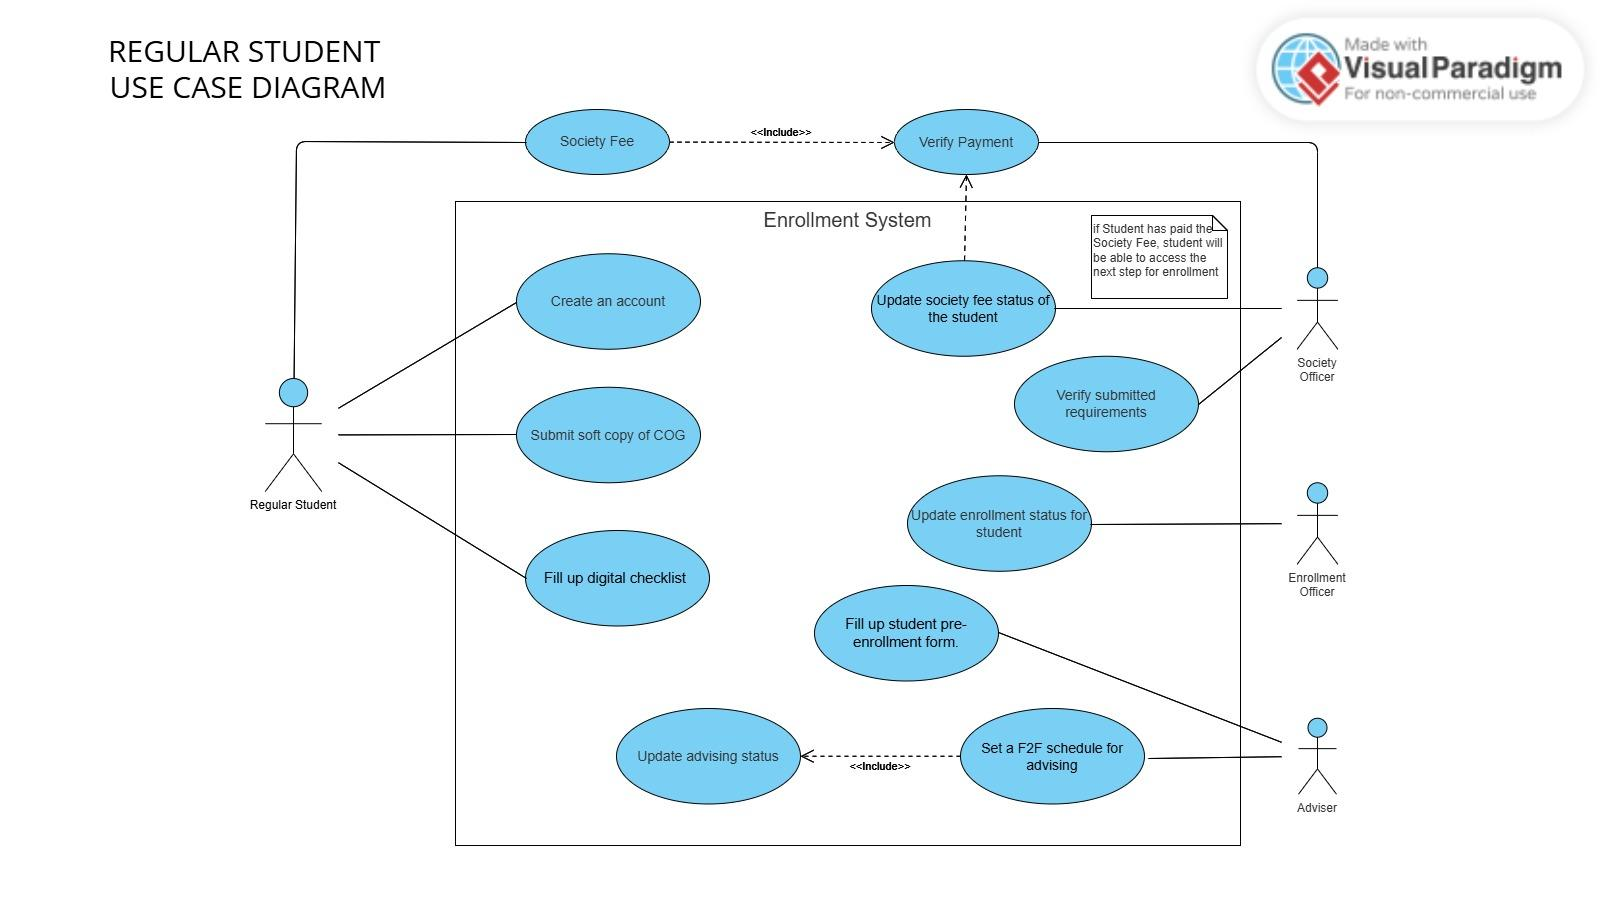 REGULAR STUDENT
USE CASE DIAGRAM
Made with
Visual Paradigm
For non-commercial use
Society Fee
<<Include>>
Verify Payment
Enrollment System
if Student has paid the
Society Fee, student will
be able to access the
next step for enrollment
Create an account
Update society fee status of
the student
Society
Officer
Verify submitted
requirements
Submit soft copy of COG
Regular Student
Update enrollment status for
student
Enrollment
Officer
Fill up digital checklist
Fill up student pre-
enrollment form.
Update advising status
<<Include>>
Set a F2F schedule for
advising
Adviser